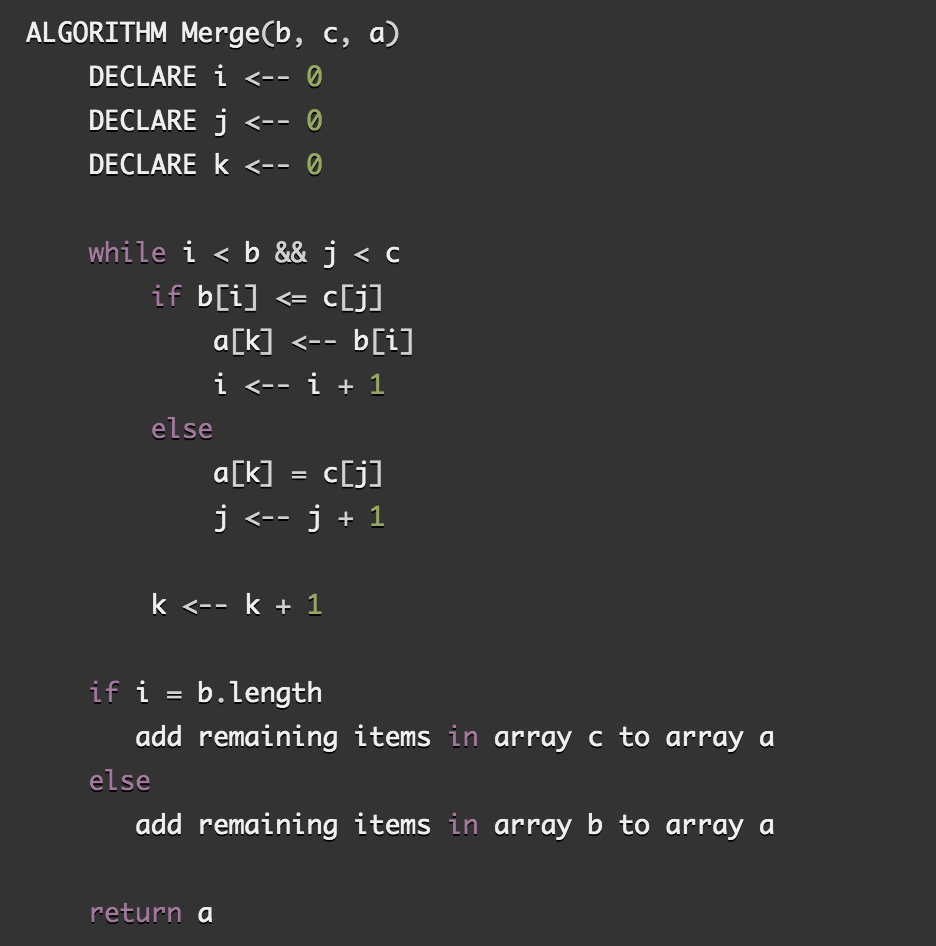 ALGORITHM Merge(b, c, a)
    DECLARE i <-- 0
    DECLARE j <-- 0
    DECLARE k <-- 0
    while i < b && j < c
        if b[i] <= c[j]
            a[k] <-- b[i]
            i <-- i + 1
        else
            a[k] = c[j]
            j <-- j + 1
        k <-- k + 1
    if i = b.length
       add remaining items in array c to array a
    else
       add remaining items in array b to array a
    return a